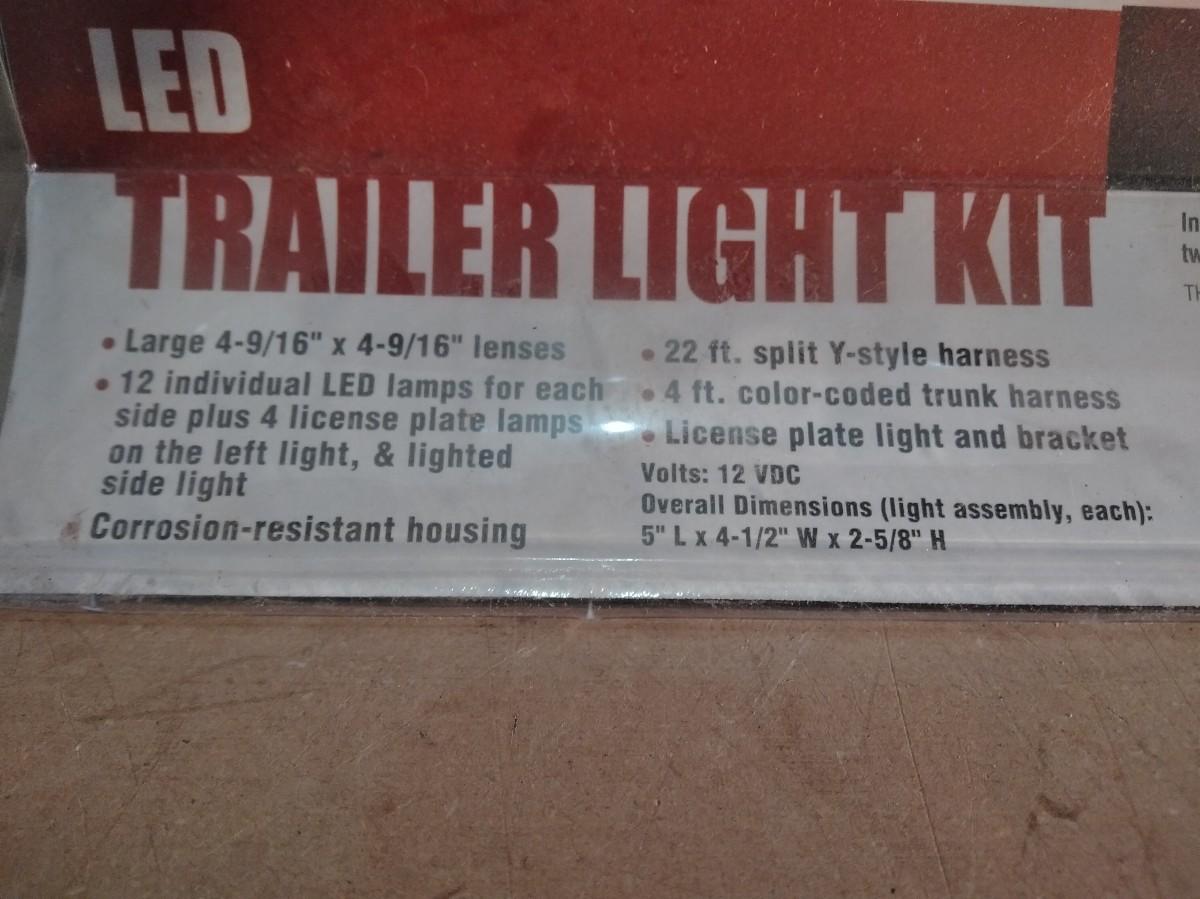 LED
TRAILER LIGHT KIT
• Large 4-9/16" x 4-9/16" lenses
• 12 individual LED lamps for each
side plus 4 license plate lamps
on the left light, & lighted
side light
• Corrosion-resistant housing
• 22 ft. split Y-style harness
• 4 ft. color-coded trunk harness
• License plate light and bracket
Volts: 12 VDC
Overall Dimensions (light assembly, each):
5" L x 4-1/2" W x 2-5/8" H